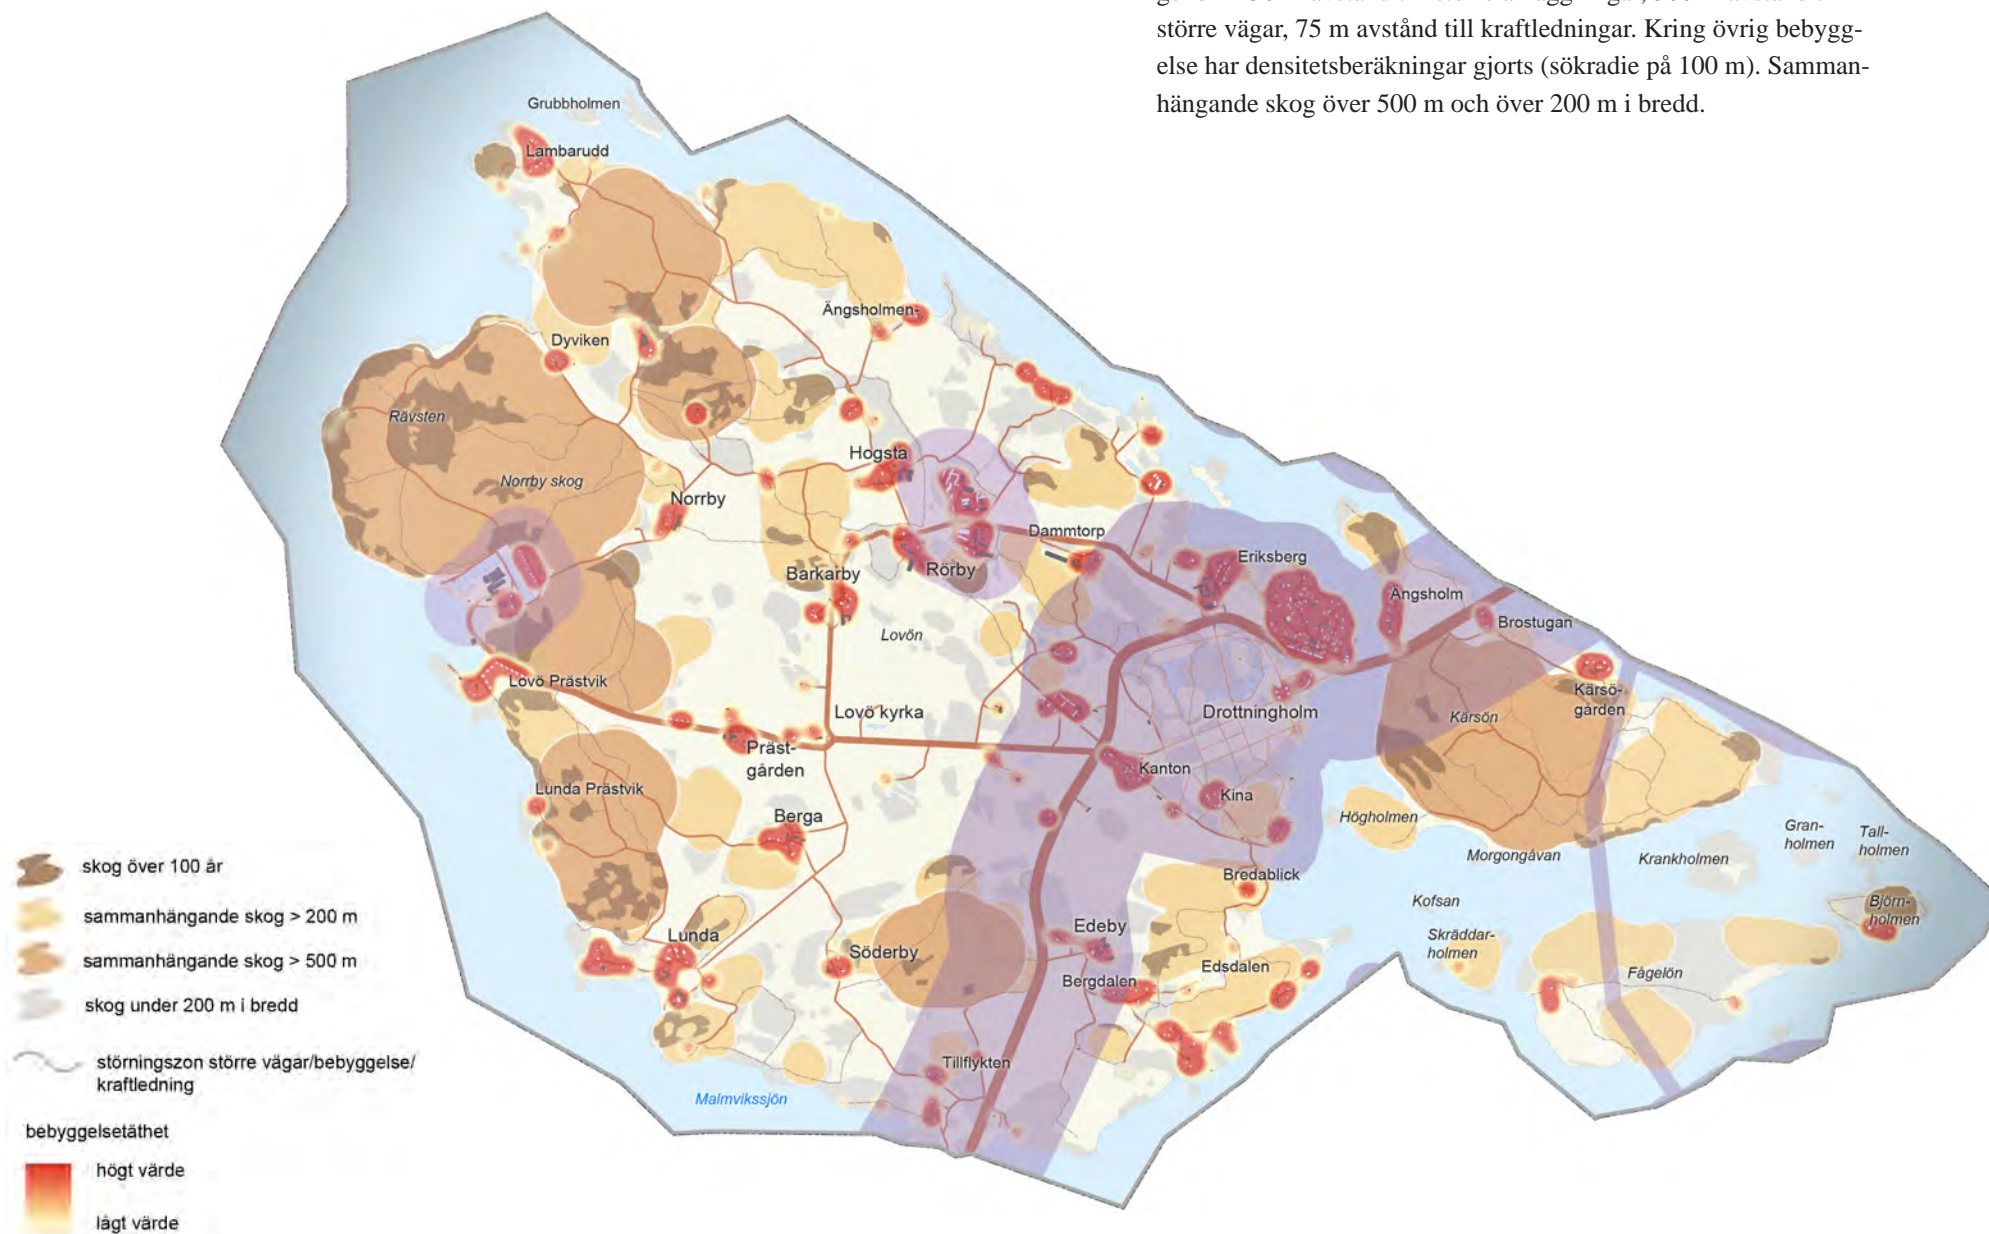 större vägar, 75 m avstånd till kraftledningar. Kring övrig bebygg-
else har densitetsberäkningar gjorts (sökradie på 100 m). Samman-
hängande skog över 500 m och över 200 m i bredd.
Grubbholmen
Lambarudd
Ängsholmen
Dyviken
Rävsten
Hogsta
Norrby skog
Norrby
Dammtorp
Eriksberg
Barkarby
Rörby
Ängsholm
Brostugan
Lovön
Lovö Prästvik
Kärsö-
gården
Lovö kyrka
Drottningholm
Kärsön
Präst-
gården
Kanton
Lunda Prästvik
Kina
Berga
Högholmen
Gran-
holmen
Tall-
holmen
Morgongåvan
Krankholmen
Bredablick
Kofsan
Björn-
holmen
Edeby
Lunda
Skräddar-
holmen
Söderby
Edsdalen
Fågelön
Bergdalen
Tillflykten
Malmvikssjön
skog över 100 år
sammanhängande skog > 200 m
sammanhängande skog > 500 m
skog under 200 m i bredd
störningszon större vägar/bebyggelse/
kraftledning
bebyggelsetäthet
högt värde
lågt värde